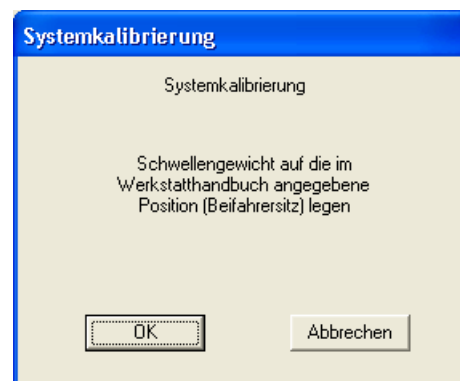 Systemkalibrierung
Systemkalibrierung
Schwellengewicht auf die im
Werkstatthandbuch angegebene
Position (Beifahrersitz) legen
OK
Abbrechen